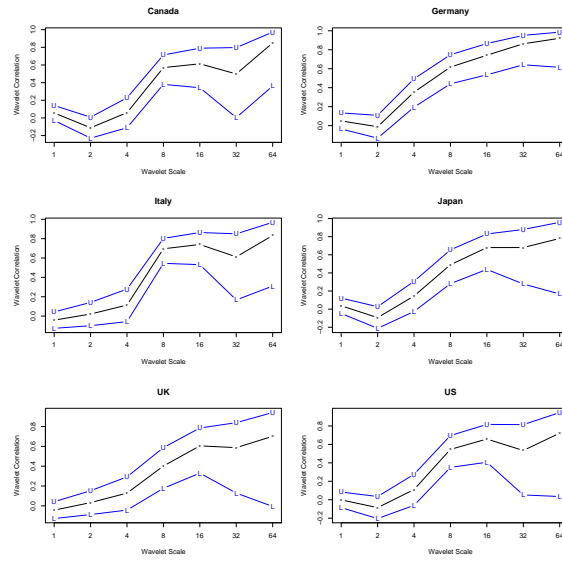 Canada
Wavelet Correlation
1.0
0.8
0.6
0.4
0.2
0.0
−0.2
U U U U U U U
L L L L L L L
1 2 4 8 16 32 64
Wavelet Scale
Germany
Wavelet Correlation
1.0
0.8
0.6
0.4
0.2
0.0
U U U U U U U
L L L L L L L
1 2 4 8 16 32 64
Wavelet Scale
Italy
Wavelet Correlation
1.0
0.8
0.6
0.4
0.2
0.0
U U U U U U U
L L L L L L L
1 2 4 8 16 32 64
Wavelet Scale
Japan
Wavelet Correlation
1.0
0.8
0.6
0.4
0.2
0.0
−0.2
U U U U U U U
L L L L L L L
1 2 4 8 16 32 64
Wavelet Scale
UK
Wavelet Correlation
0.8
0.6
0.4
0.2
0.0
U U U U U U U
L L L L L L L
1 2 4 8 16 32 64
Wavelet Scale
US
Wavelet Correlation
0.8
0.6
0.4
0.2
0.0
−0.2
U U U U U U U
L L L L L L L
1 2 4 8 16 32 64
Wavelet Scale